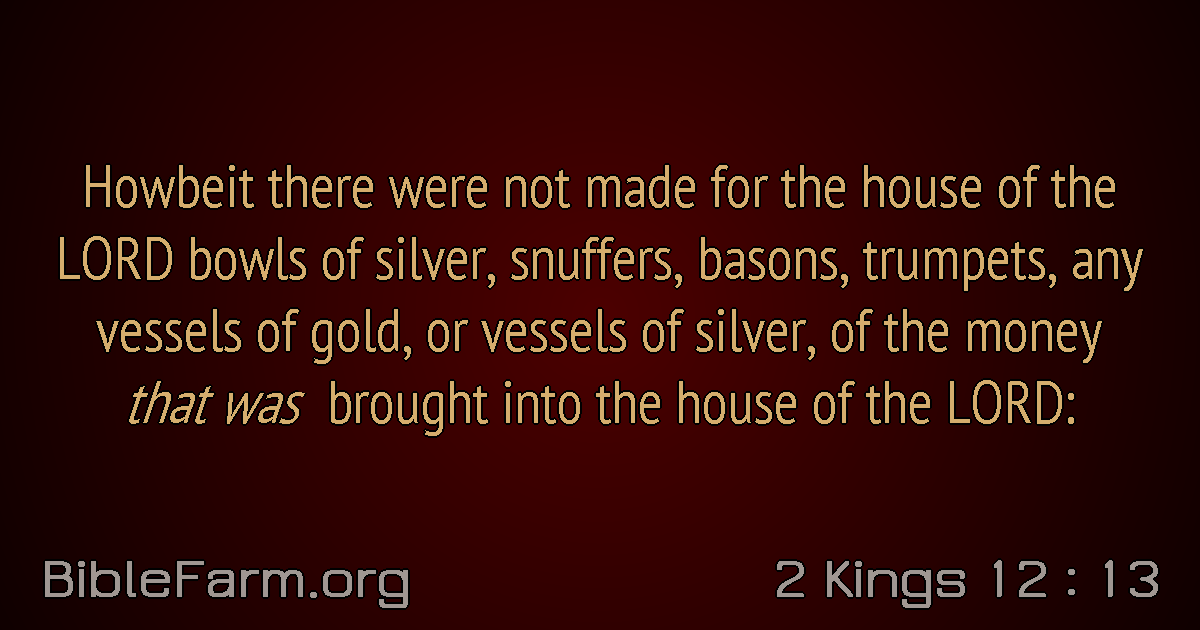 Howbeit there were not made for the house of the
LORD bowls of silver, snuffers, basons, trumpets, any
vessels of gold, or vessels of silver, of the money
that was brought into the house of the LORD:
BibleFarm.org
2 Kings 12 : 13